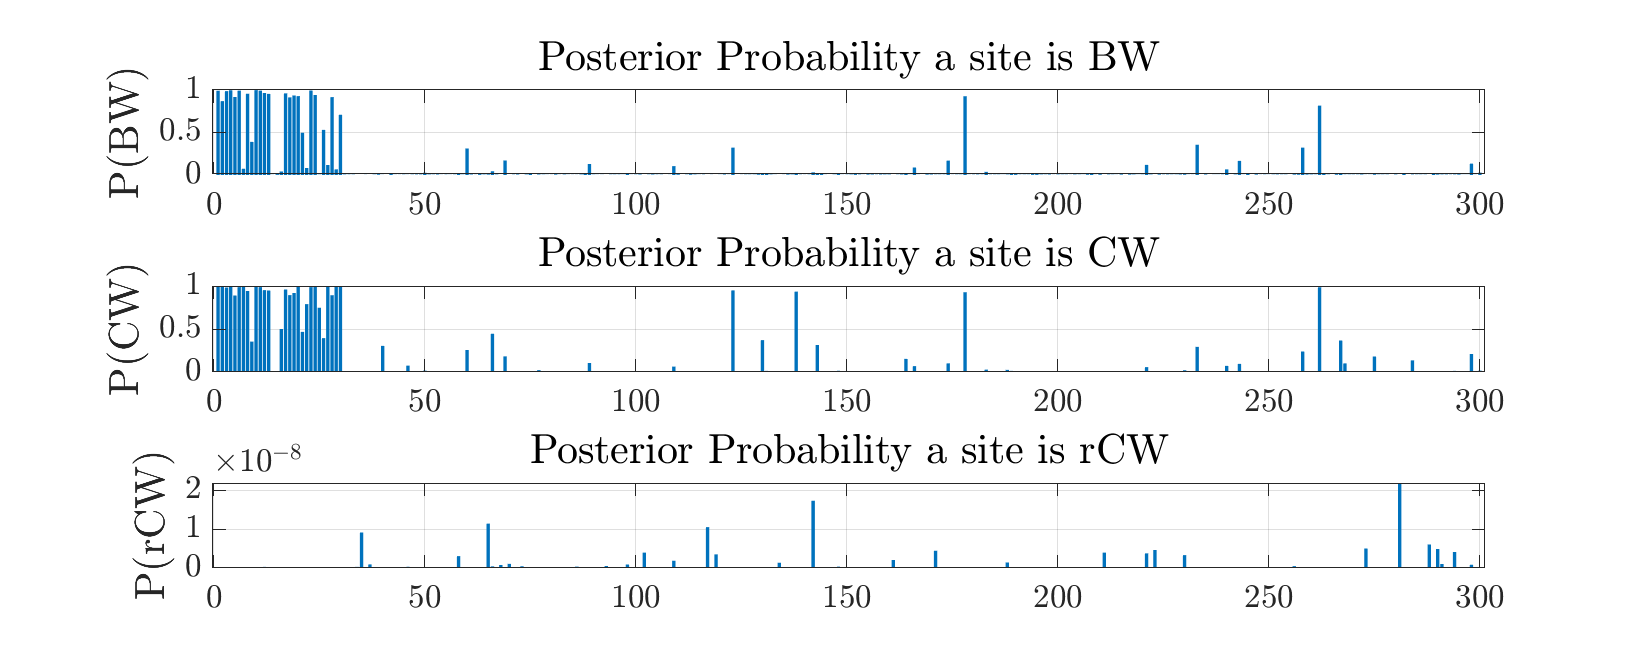 Posterior Probability a site is BW
P(BW)
1
0.5
0
0 50 100 150 200 250 300
Posterior Probability a site is CW
P(CW)
1
0.5
0
0 50 100 150 200 250 300
Posterior Probability a site is rCW
×10⁻⁸
P(rCW)
2
1
0
0 50 100 150 200 250 300